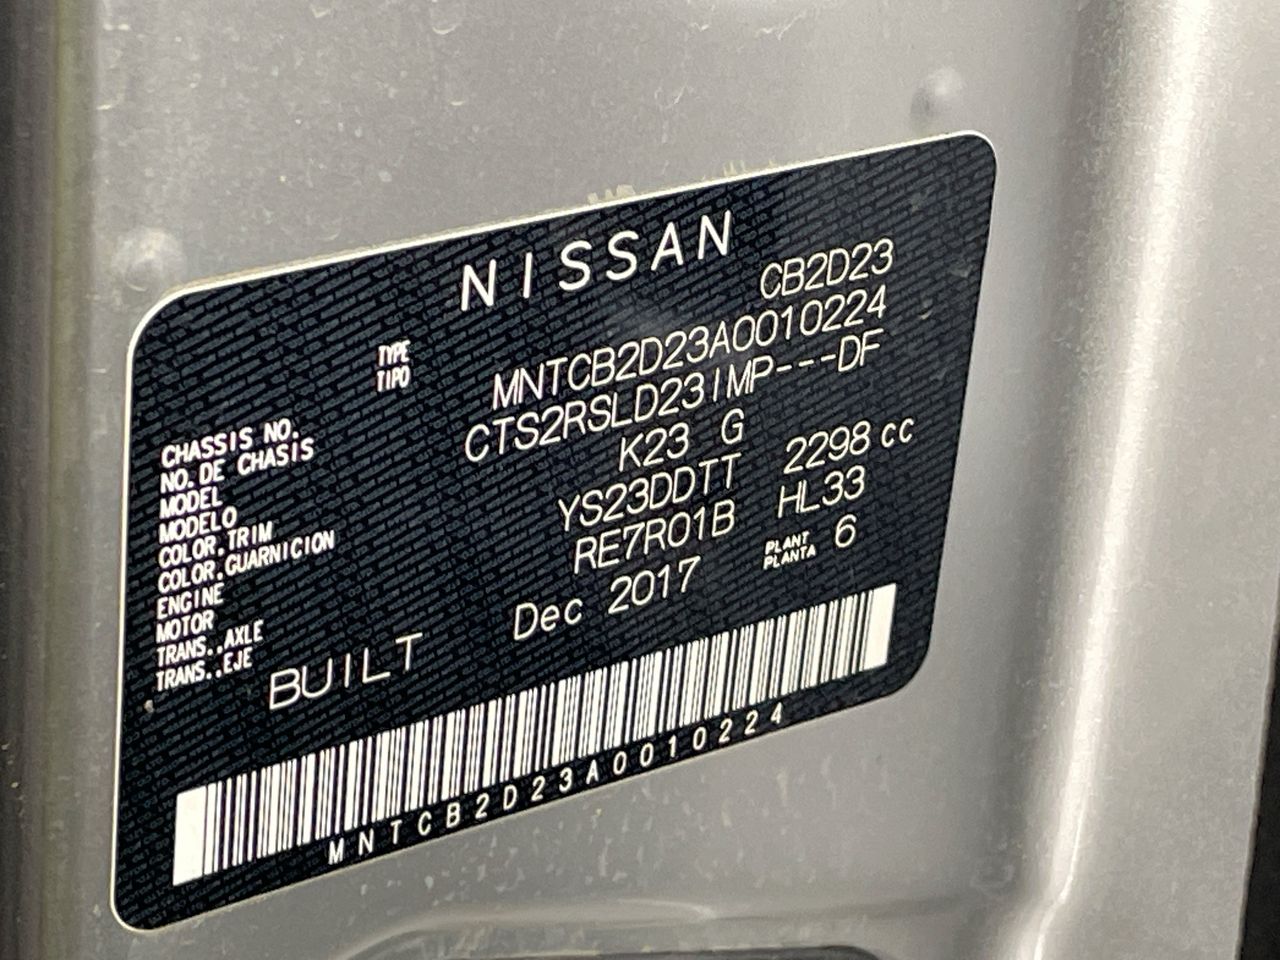 NISSAN
TYPE CB2D23
TIPO
CHASSIS NO. MNTCB2D23A0010224
NO. DE CHASIS
MODEL CTS2RSLD23IMP---DF
MODELO
COLOR.TRIM K23 G
COLOR.GUARNICION
ENGINE YS23DDTT 2298 cc
MOTOR
TRANS.,AXLE RE7R01B HL33
TRANS.,EJE
PLANT 6
PLANTA
BUILT Dec 2017
MNTCB2D23A0010224